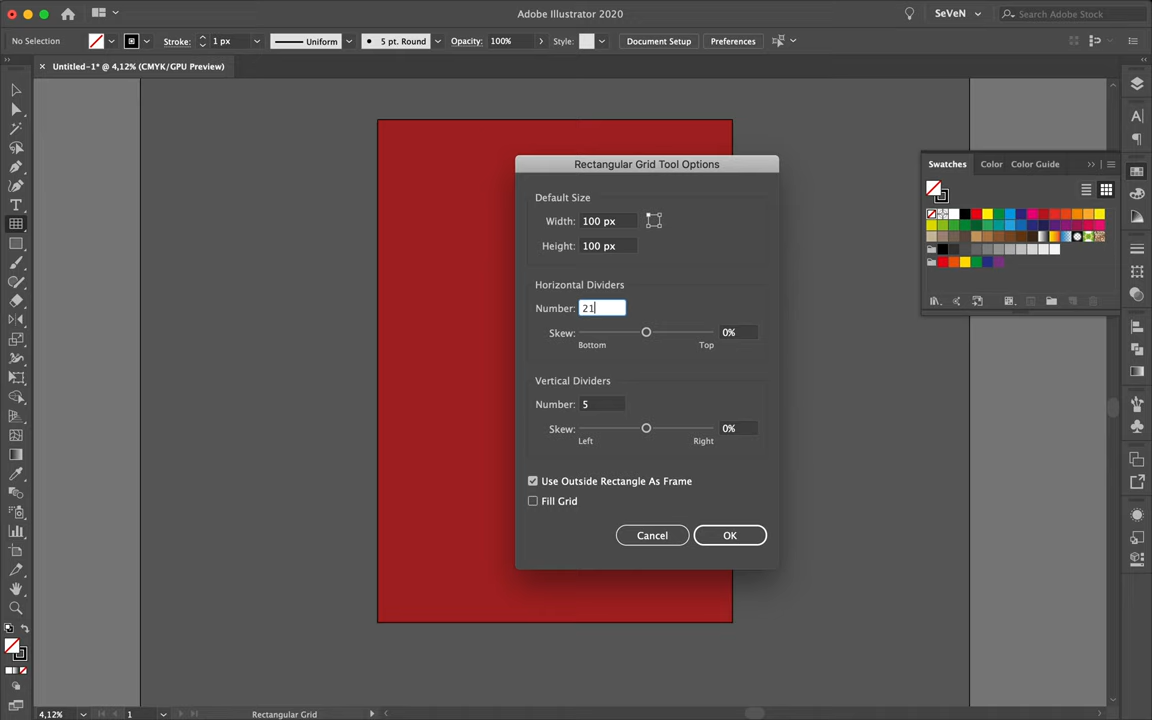 Adobe Illustrator 2020
SeVeN
Search Adobe Stock
No Selection
Stroke:
1 px
Uniform
5 pt. Round
Opacity:
100%
Style:
Document Setup
Preferences
Untitled-1* @ 4,12% (CMYK/GPU Preview)
Rectangular Grid Tool Options
Default Size
Width: 100 px
Height: 100 px
Horizontal Dividers
Number: 21
Skew: 0%
Bottom Top
Vertical Dividers
Number: 5
Skew: 0%
Left Right
Use Outside Rectangle As Frame
Fill Grid
Cancel OK
Swatches Color Color Guide
4,12%
1
Rectangular Grid